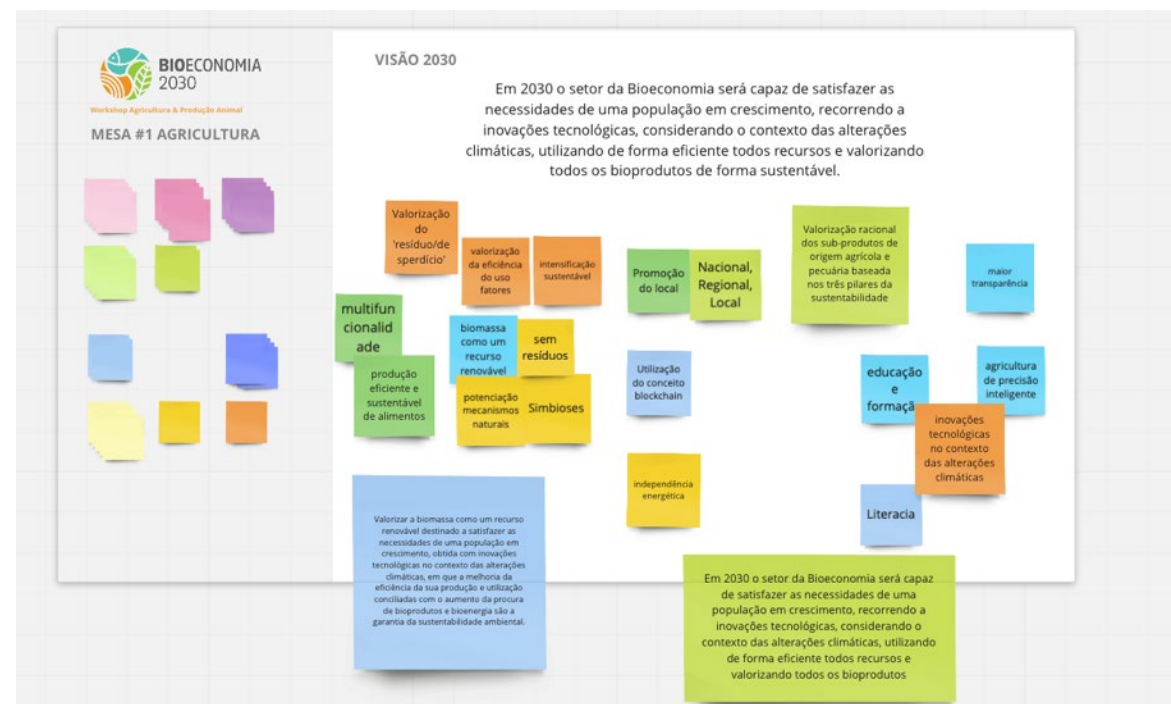 BIOECONOMIA
2030
Workshop Agricultura & Produção Animal
MESA #1 AGRICULTURA
VISÃO 2030
Em 2030 o setor da Bioeconomia será capaz de satisfazer as
necessidades de uma população em crescimento, recorrendo a
inovações tecnológicas, considerando o contexto das alterações
climáticas, utilizando de forma eficiente todos recursos e valorizando
todos os bioprodutos de forma sustentável.
Valorização
do
'resíduo/de
sperdício'
valorização
da eficiência
do uso
fatores
intensificação
sustentável
Promoção
do local
Nacional,
Regional,
Local
Valorização racional
dos sub-produtos de
origem agrícola e
pecuária baseada
nos três pilares da
sustentabilidade
maior
transparência
multifun
cionalid
ade
produção
eficiente e
sustentável
de alimentos
biomassa
como um
recurso
renovável
sem
resíduos
potenciação
mecanismos
naturais
Simbioses
Utilização
do conceito
blockchain
educação
e
formaçã
agricultura
de precisão
inteligente
inovações
tecnológicas
no contexto
das alterações
climáticas
independência
energética
Literacia
Valorizar a biomassa como um recurso
renovável destinado a satisfazer as
necessidades de uma população em
crescimento, obtida com inovações
tecnológicas no contexto das alterações
climáticas, em que a melhoria da
eficiência da sua produção e utilização
conciliadas com o aumento da procura
de bioprodutos e bioenergia são a
garantia da sustentabilidade ambiental.
Em 2030 o setor da Bioeconomia será capaz
de satisfazer as necessidades de uma
população em crescimento, recorrendo a
inovações tecnológicas, considerando o
contexto das alterações climáticas, utilizando
de forma eficiente todos recursos e
valorizando todos os bioprodutos